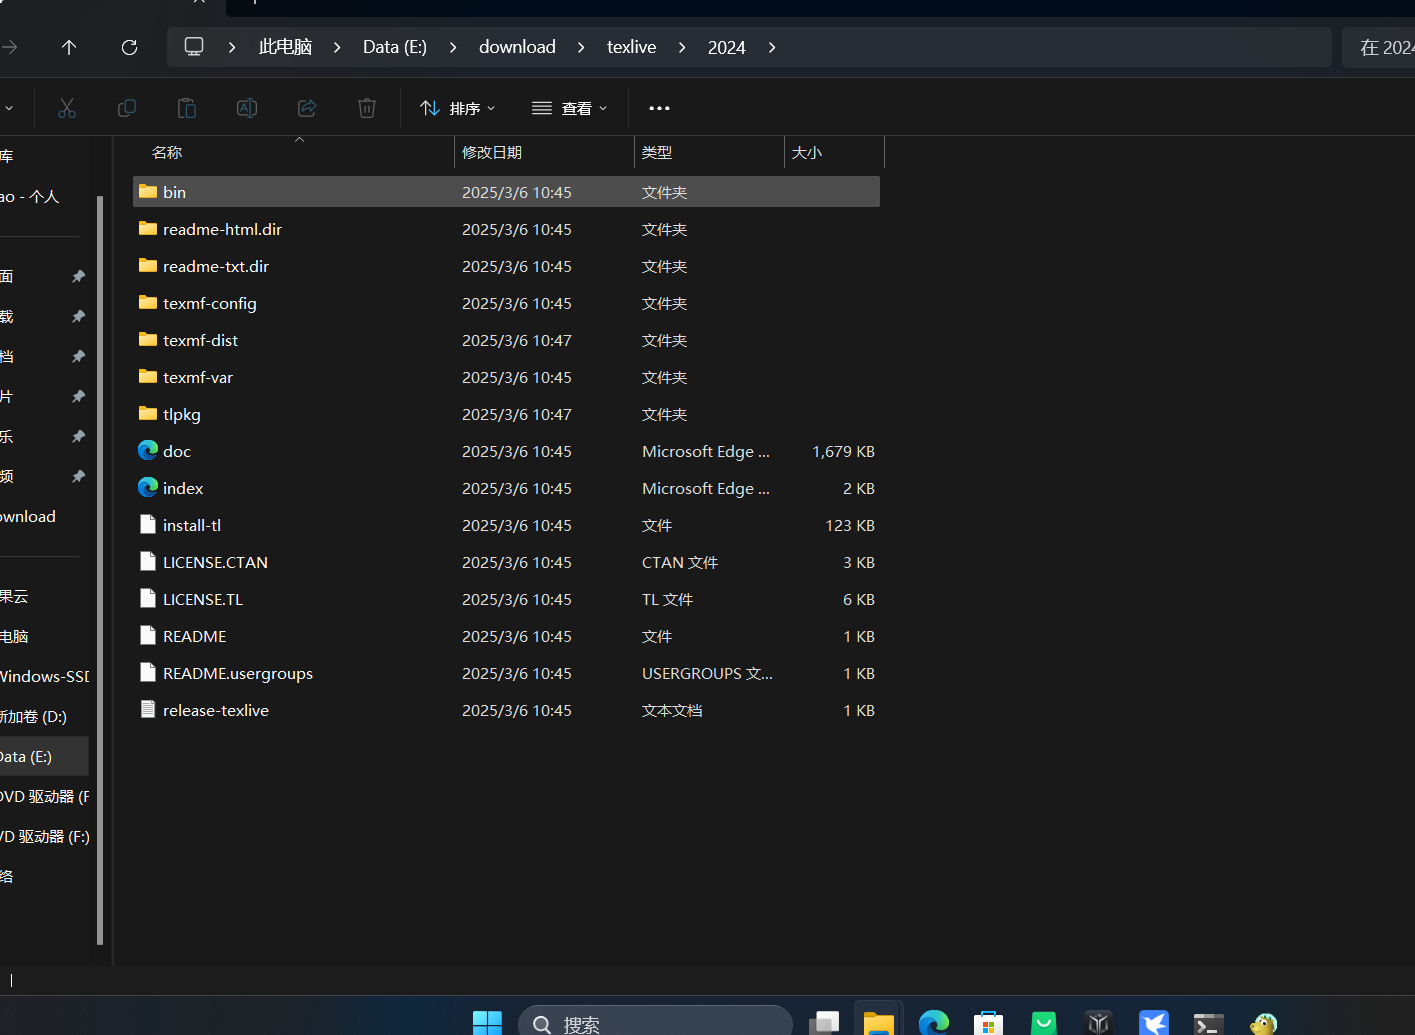 此电脑 Data (E:) download texlive 2024
在 2024
排序 查看
名称 修改日期 类型 大小
bin 2025/3/6 10:45 文件夹
readme-html.dir 2025/3/6 10:45 文件夹
readme-txt.dir 2025/3/6 10:45 文件夹
texmf-config 2025/3/6 10:45 文件夹
texmf-dist 2025/3/6 10:47 文件夹
texmf-var 2025/3/6 10:45 文件夹
tlpkg 2025/3/6 10:47 文件夹
doc 2025/3/6 10:45 Microsoft Edge ... 1,679 KB
index 2025/3/6 10:45 Microsoft Edge ... 2 KB
install-tl 2025/3/6 10:45 文件 123 KB
LICENSE.CTAN 2025/3/6 10:45 CTAN 文件 3 KB
LICENSE.TL 2025/3/6 10:45 TL 文件 6 KB
README 2025/3/6 10:45 文件 1 KB
README.usergroups 2025/3/6 10:45 USERGROUPS 文... 1 KB
release-texlive 2025/3/6 10:45 文本文档 1 KB
库
ao - 个人
面
载
档
片
乐
频
ownload
果云
电脑
Windows-SSD
新加卷 (D:)
Data (E:)
DVD 驱动器 (F
VD 驱动器 (F:)
络
搜索